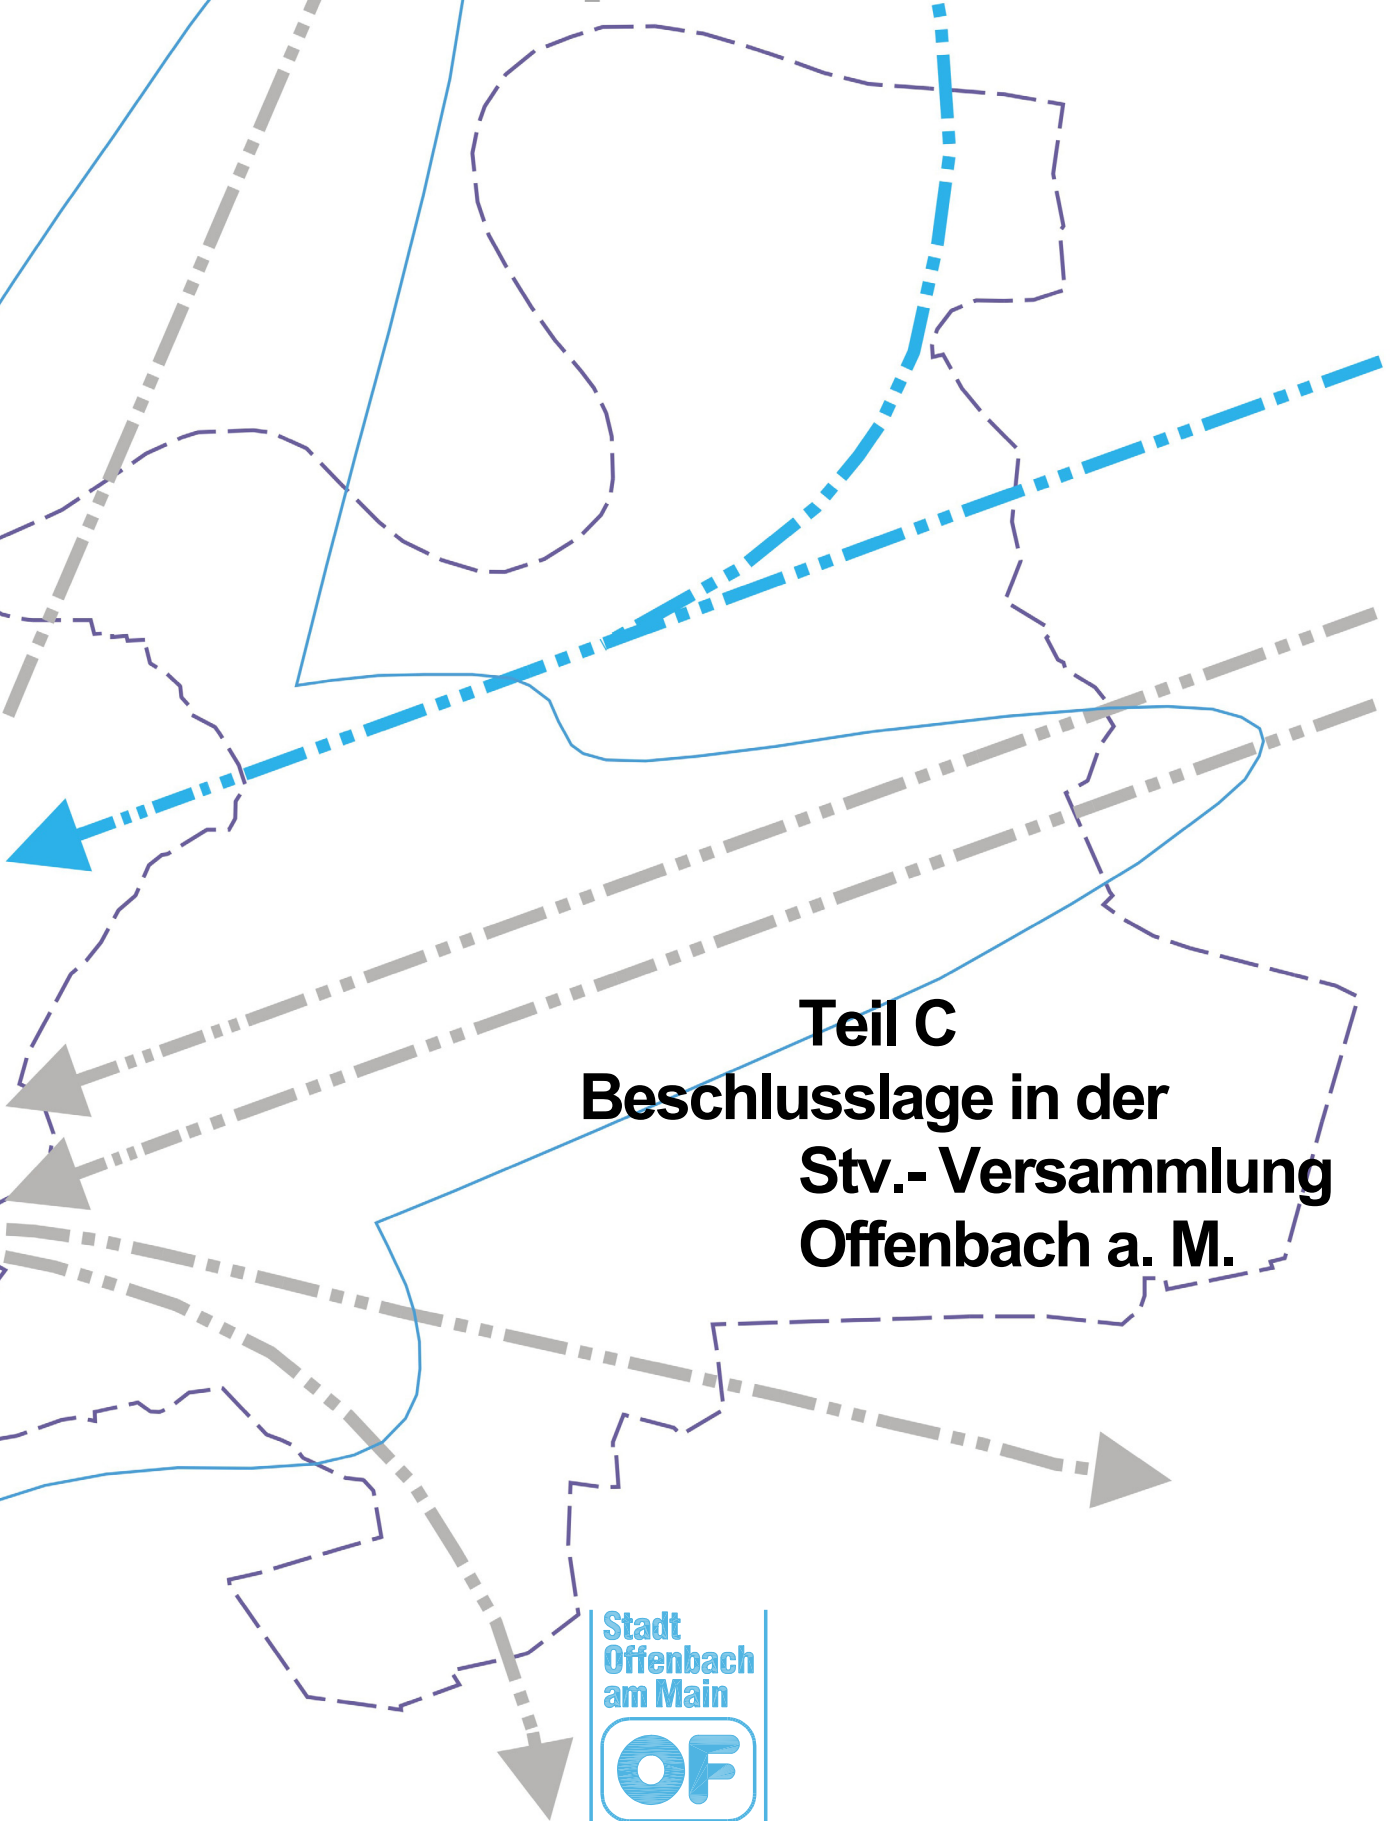 Teil C
Beschlusslage in der
Stv.- Versammlung
Offenbach a. M.
Stadt
Offenbach
am Main
OF